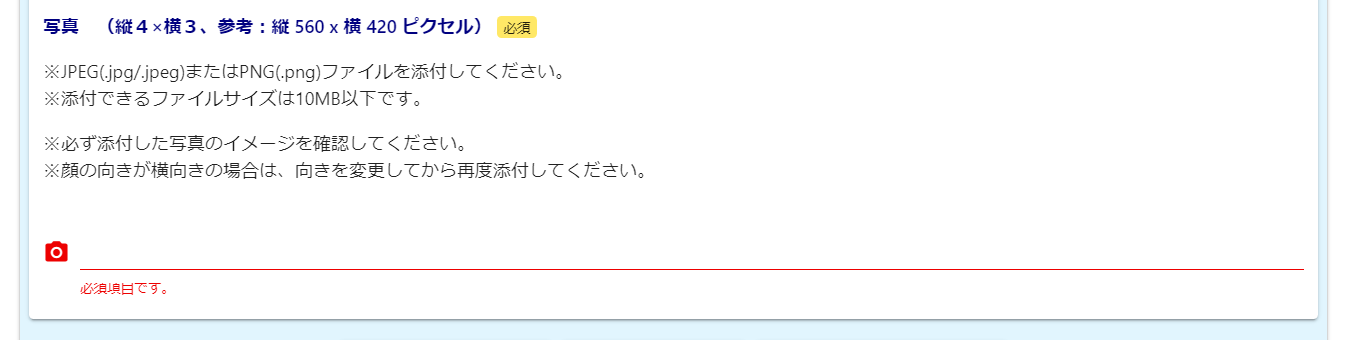 写真　（縦４×横３、参考：縦 560 x 横 420 ピクセル） 必須
※JPEG(.jpg/.jpeg)またはPNG(.png)ファイルを添付してください。
※添付できるファイルサイズは10MB以下です。
※必ず添付した写真のイメージを確認してください。
※顔の向きが横向きの場合は、向きを変更してから再度添付してください。
必須項目です。